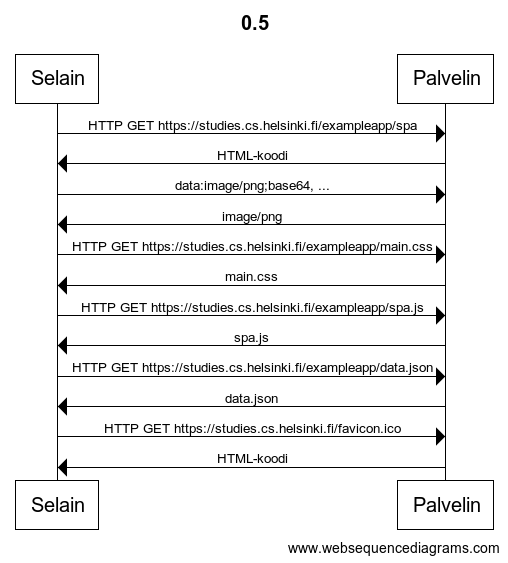 0.5
Selain
Palvelin
HTTP GET https://studies.cs.helsinki.fi/exampleapp/spa
HTML-koodi
data:image/png;base64, ...
image/png
HTTP GET https://studies.cs.helsinki.fi/exampleapp/main.css
main.css
HTTP GET https://studies.cs.helsinki.fi/exampleapp/spa.js
spa.js
HTTP GET https://studies.cs.helsinki.fi/exampleapp/data.json
data.json
HTTP GET https://studies.cs.helsinki.fi/favicon.ico
HTML-koodi
Selain
Palvelin
www.websequencediagrams.com